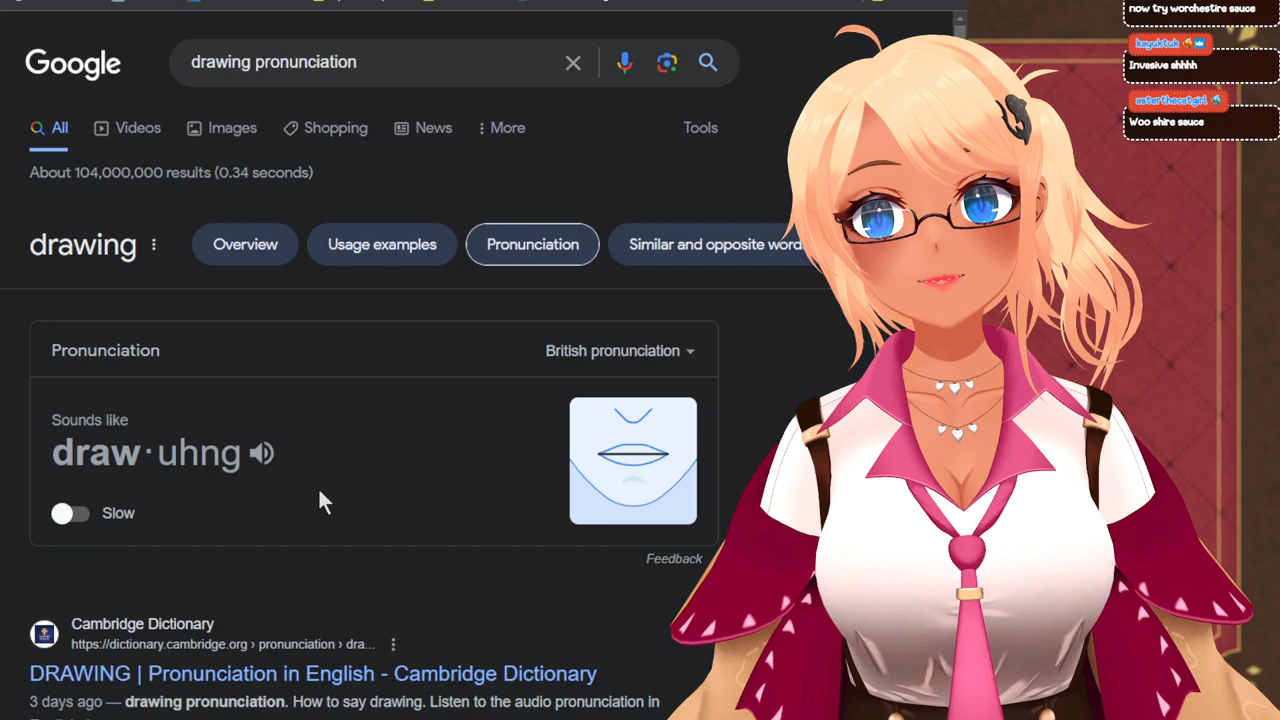 Google
drawing pronunciation
All Videos Images Shopping News More Tools
About 104,000,000 results (0.34 seconds)
drawing Overview Usage examples Pronunciation Similar and opposite word
Pronunciation British pronunciation
Sounds like
draw · uhng
Slow
Feedback
Cambridge Dictionary
https://dictionary.cambridge.org › pronunciation › dra...
DRAWING | Pronunciation in English - Cambridge Dictionary
3 days ago — drawing pronunciation. How to say drawing. Listen to the audio pronunciation in
now try worchestire sauce
kayuktuk
Invasive ahhhh
asterthecatgirl
Woo shire sauce